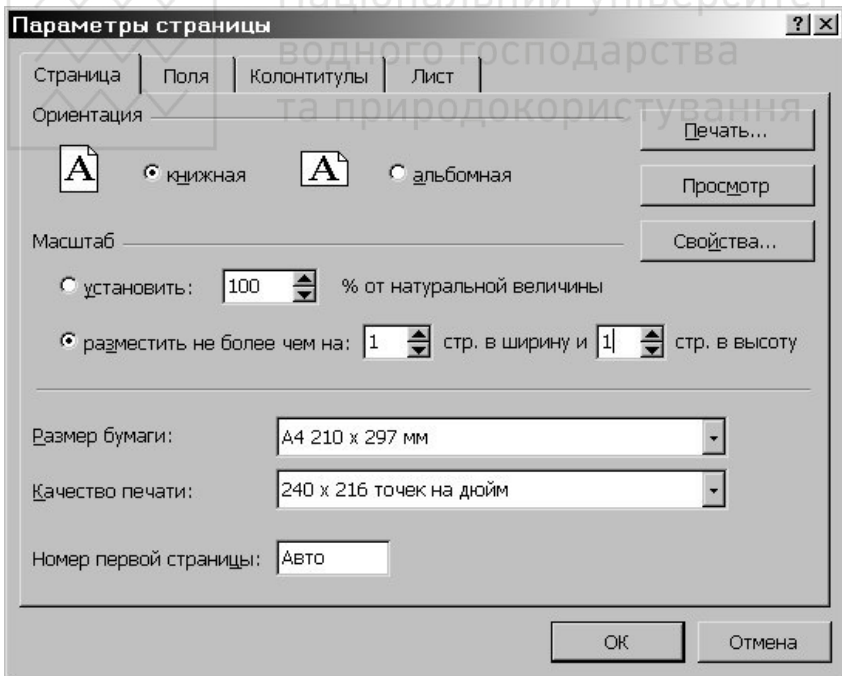 Національний університет
водного господарства
та природокористування
Параметры страницы
Страница Поля Колонтитулы Лист
Ориентация
Печать...
A книжная A альбомная
Просмотр
Масштаб
Свойства...
установить: 100 % от натуральной величины
разместить не более чем на: 1 стр. в ширину и 1 стр. в высоту
Размер бумаги: A4 210 x 297 мм
Качество печати: 240 x 216 точек на дюйм
Номер первой страницы: Авто
ОК Отмена